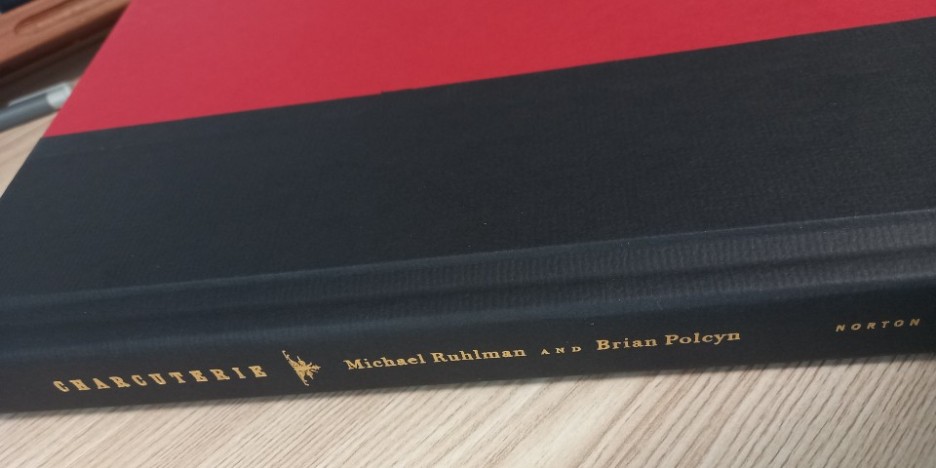 CHARCUTERIE Michael Ruhlman AND Brian Polcyn NORTON